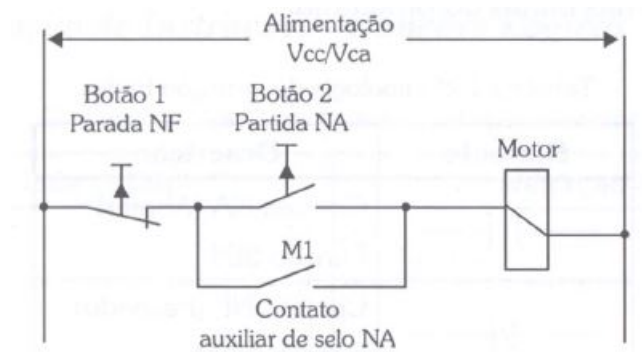 Alimentação
Vcc/Vca
Botão 1
Parada NF
Botão 2
Partida NA
Motor
M1
Contato
auxiliar de selo NA